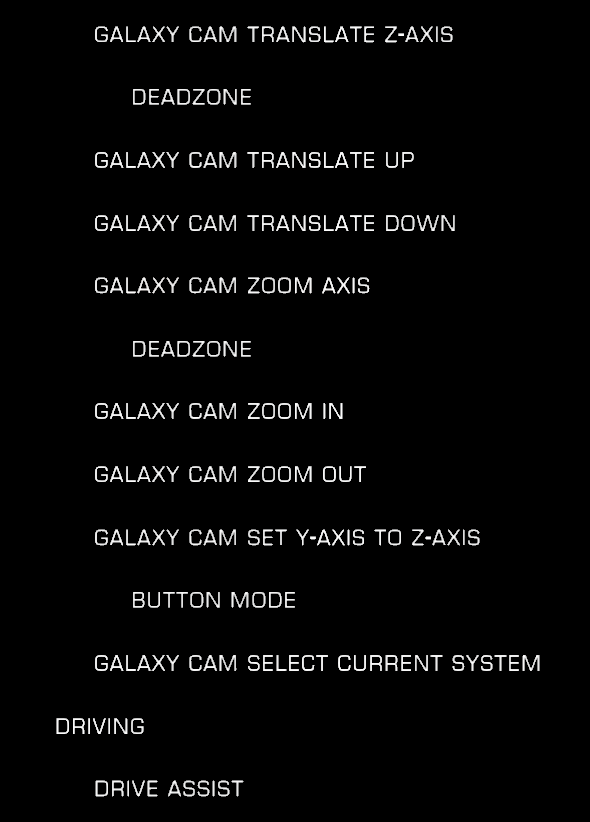 GALAXY CAM TRANSLATE Z-AXIS
DEADZONE
GALAXY CAM TRANSLATE UP
GALAXY CAM TRANSLATE DOWN
GALAXY CAM ZOOM AXIS
DEADZONE
GALAXY CAM ZOOM IN
GALAXY CAM ZOOM OUT
GALAXY CAM SET Y-AXIS TO Z-AXIS
BUTTON MODE
GALAXY CAM SELECT CURRENT SYSTEM
DRIVING
DRIVE ASSIST